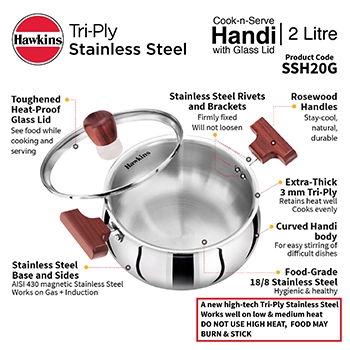 Hawkins
Tri-Ply
Stainless Steel
Cook-n-Serve
Handi
with Glass Lid
2 Litre
Product Code
SSH20G
Toughened
Heat-Proof
Glass Lid
See food while
cooking and
serving
Stainless Steel Rivets
and Brackets
Firmly fixed
Will not loosen
Rosewood
Handles
Stay-cool,
natural,
durable
Hawkins
Extra-Thick
3 mm Tri-Ply
Retains heat well
Cooks evenly
Curved Handi
body
For easy stirring of
difficult dishes
Stainless Steel
Base and Sides
AISI 430 magnetic Stainless Steel
Works on Gas + Induction
Food-Grade
18/8 Stainless Steel
Hygienic & healthy
A new high-tech Tri-Ply Stainless Steel
Works well on low & medium heat
DO NOT USE HIGH HEAT, FOOD MAY
BURN & STICK